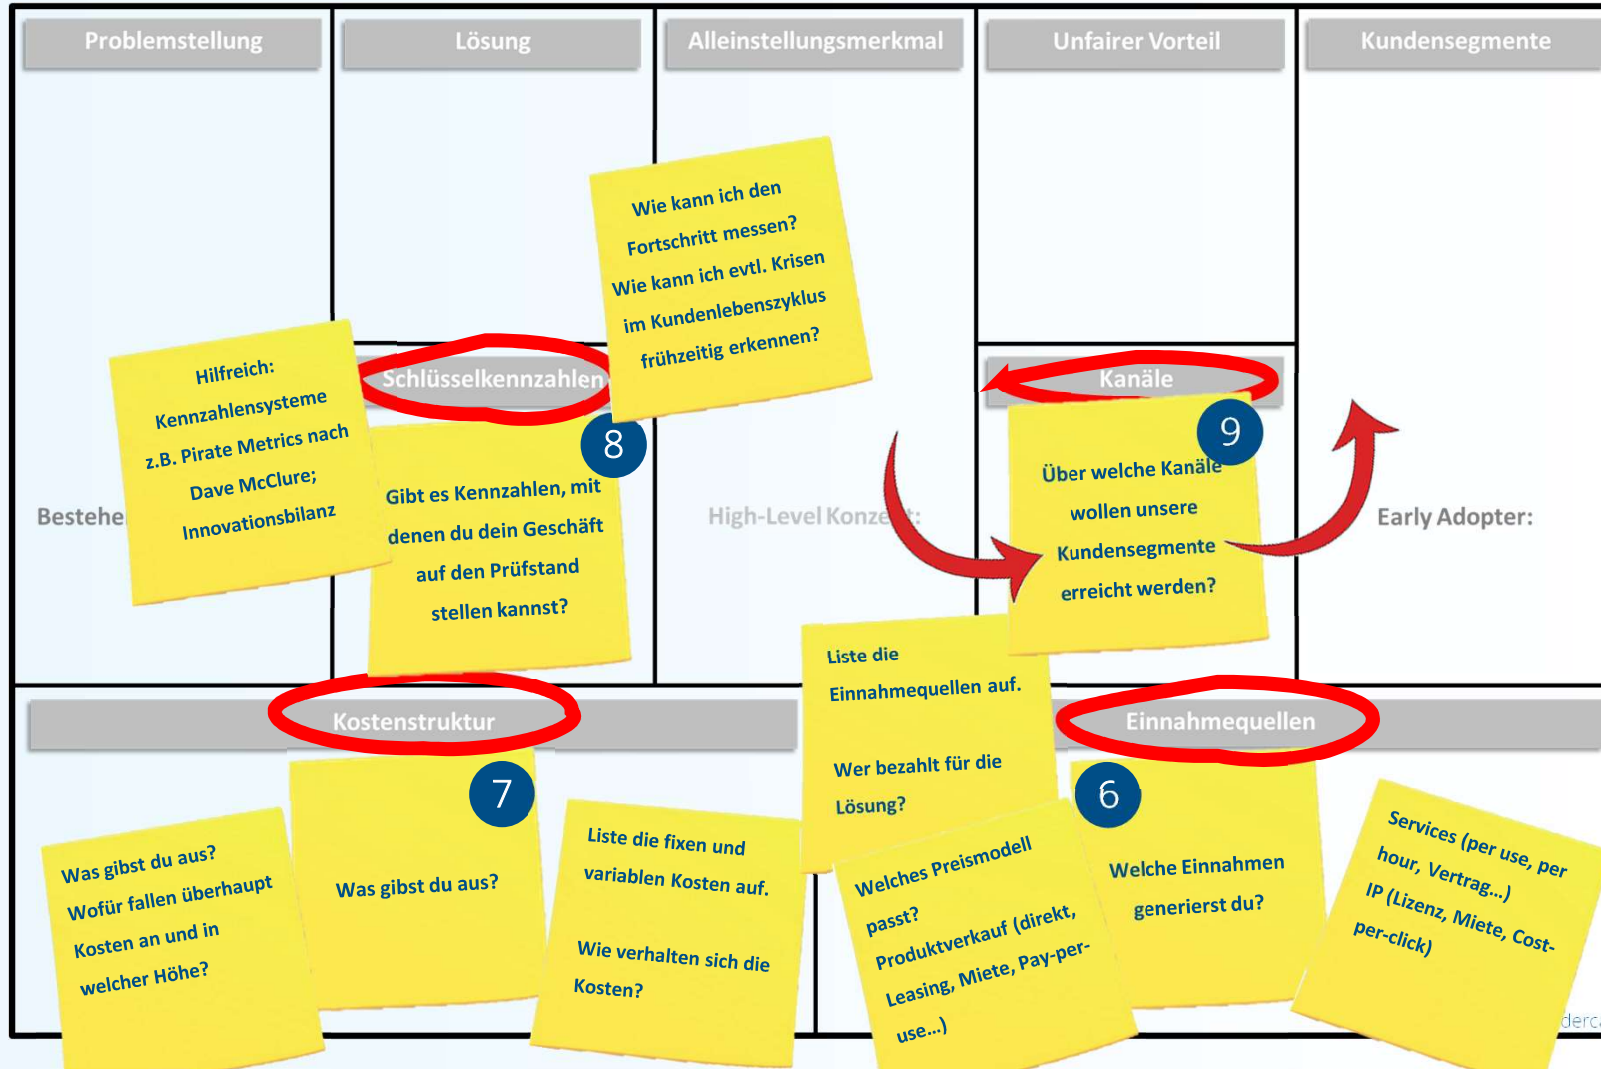 Problemstellung
Lösung
Alleinstellungsmerkmal
Unfairer Vorteil
Kundensegmente
Wie kann ich den
Fortschritt messen?
Wie kann ich evtl. Krisen
im Kundenlebenszyklus
frühzeitig erkennen?
Hilfreich:
Kennzahlensysteme
z.B. Pirate Metrics nach
Dave McClure;
Innovationsbilanz
Schlüsselkennzahlen
8
Gibt es Kennzahlen, mit
denen du dein Geschäft
auf den Prüfstand
stellen kannst?
High-Level
Kanäle
9
Über welche Kanäle
wollen unsere
Kundensegmente
erreicht werden?
Early Adopter:
Kostenstruktur
7
Was gibst du aus?
Wofür fallen überhaupt
Kosten an und in
welcher Höhe?
Was gibst du aus?
Liste die fixen und
variablen Kosten auf.
Wie verhalten sich die
Kosten?
Einnahmequellen
6
Liste die
Einnahmequellen auf.
Wer bezahlt für die
Lösung?
Welches Preismodell
passt?
Produktverkauf (direkt,
Leasing, Miete, Pay-per-
use...)
Welche Einnahmen
generierst du?
Services (per use, per
hour, Vertrag...)
IP (Lizenz, Miete, Cost-
per-click)